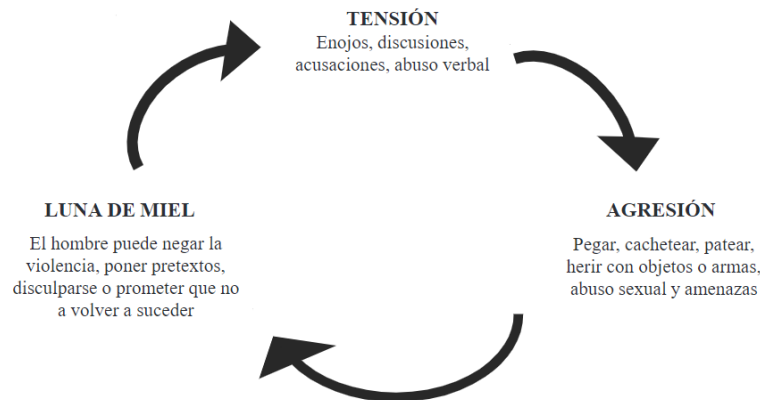 TENSIÓN
Enojos, discusiones,
acusaciones, abuso verbal
LUNA DE MIEL
El hombre puede negar la
violencia, poner pretextos,
disculparse o prometer que no
a volver a suceder
AGRESIÓN
Pegar, cachetear, patear,
herir con objetos o armas,
abuso sexual y amenazas